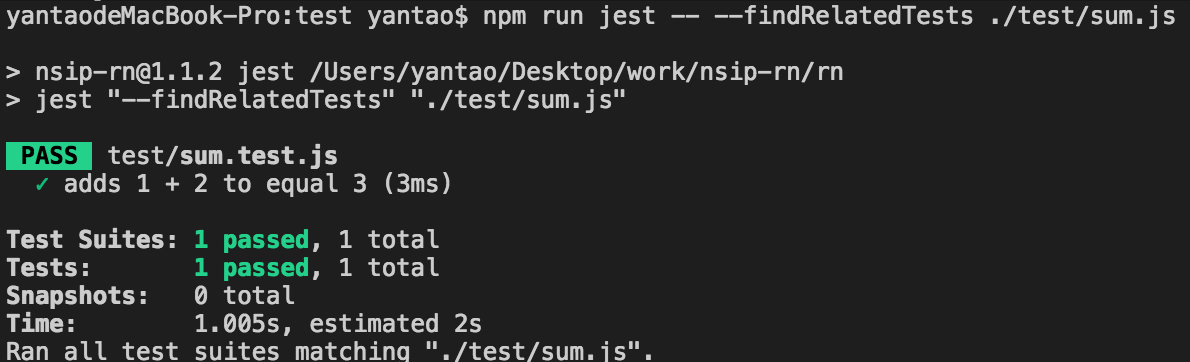 yantaodeMacBook-Pro:test yantao$ npm run jest -- --findRelatedTests ./test/sum.js
> nsip-rn@1.1.2 jest /Users/yantao/Desktop/work/nsip-rn/rn
> jest "--findRelatedTests" "./test/sum.js"
PASS test/sum.test.js
✓ adds 1 + 2 to equal 3 (3ms)
Test Suites: 1 passed, 1 total
Tests: 1 passed, 1 total
Snapshots: 0 total
Time: 1.005s, estimated 2s
Ran all test suites matching "./test/sum.js".